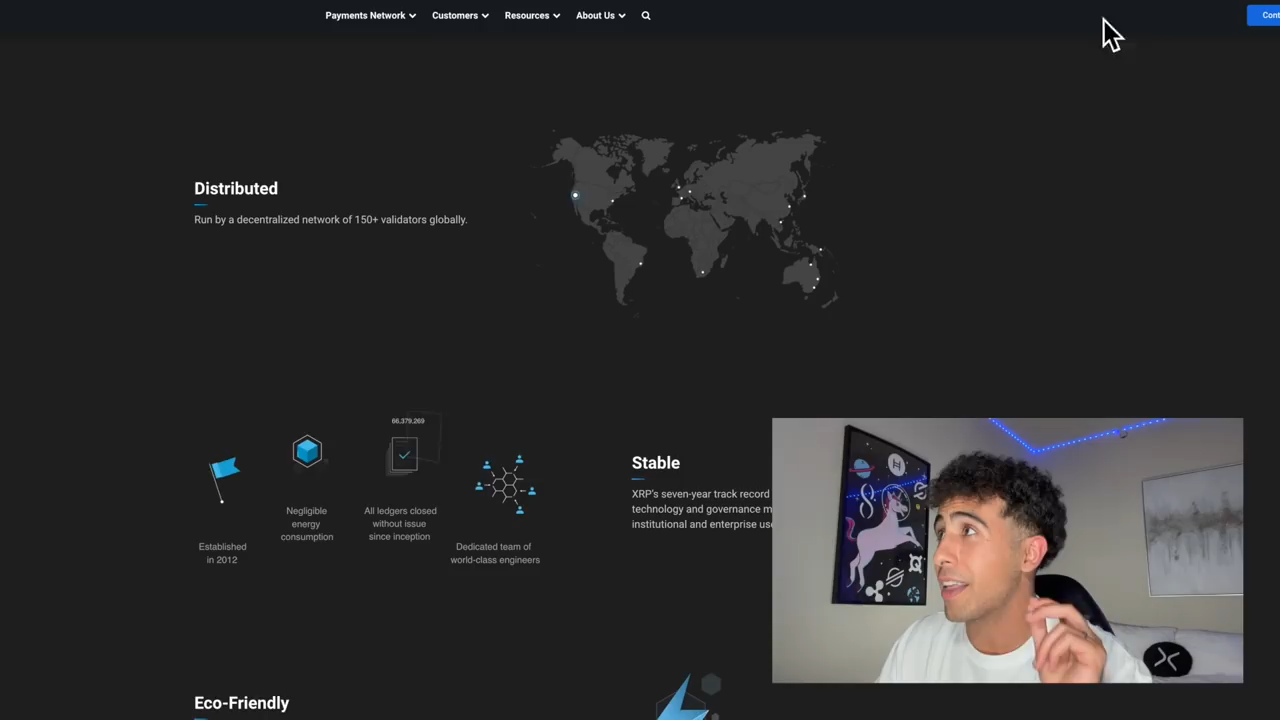 Payments Network
Customers
Resources
About Us
Cont
Distributed
Run by a decentralized network of 150+ validators globally.
66,379,269
Negligible
energy
consumption
All ledgers closed
without issue
since inception
Established
in 2012
Dedicated team of
world-class engineers
Stable
XRP's seven-year track record
technology and governance m
institutional and enterprise us
Eco-Friendly